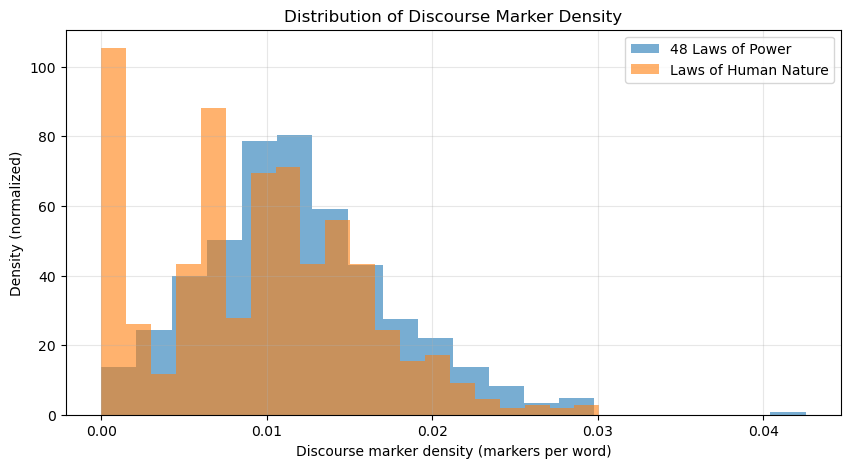 Distribution of Discourse Marker Density
48 Laws of Power
Laws of Human Nature
Density (normalized)
100
80
60
40
20
0
0.00 0.01 0.02 0.03 0.04
Discourse marker density (markers per word)